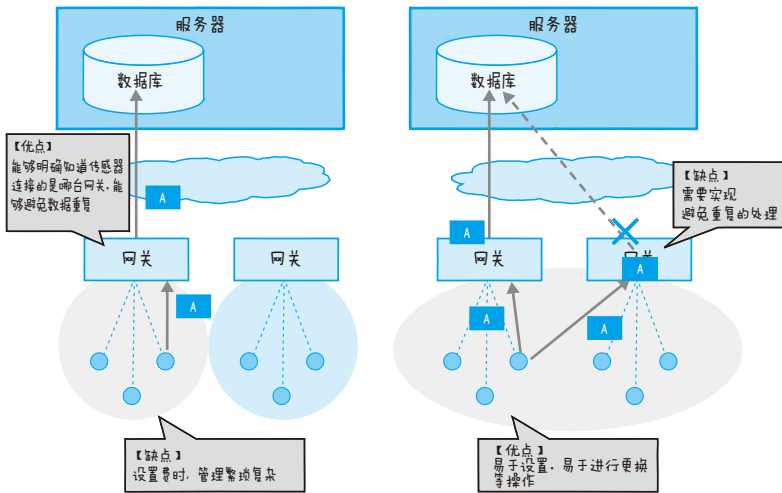 服务器
数据库
【优点】
能够明确知道传感器
连接的是哪台网关,能
够避免数据重复
A
网关
网关
A
【缺点】
设置费时, 管理繁琐复杂
服务器
数据库
【缺点】
需要实现
避免重复的处理
A
网关
网关
A
A
A
【优点】
易于设置, 易于进行更换
等操作